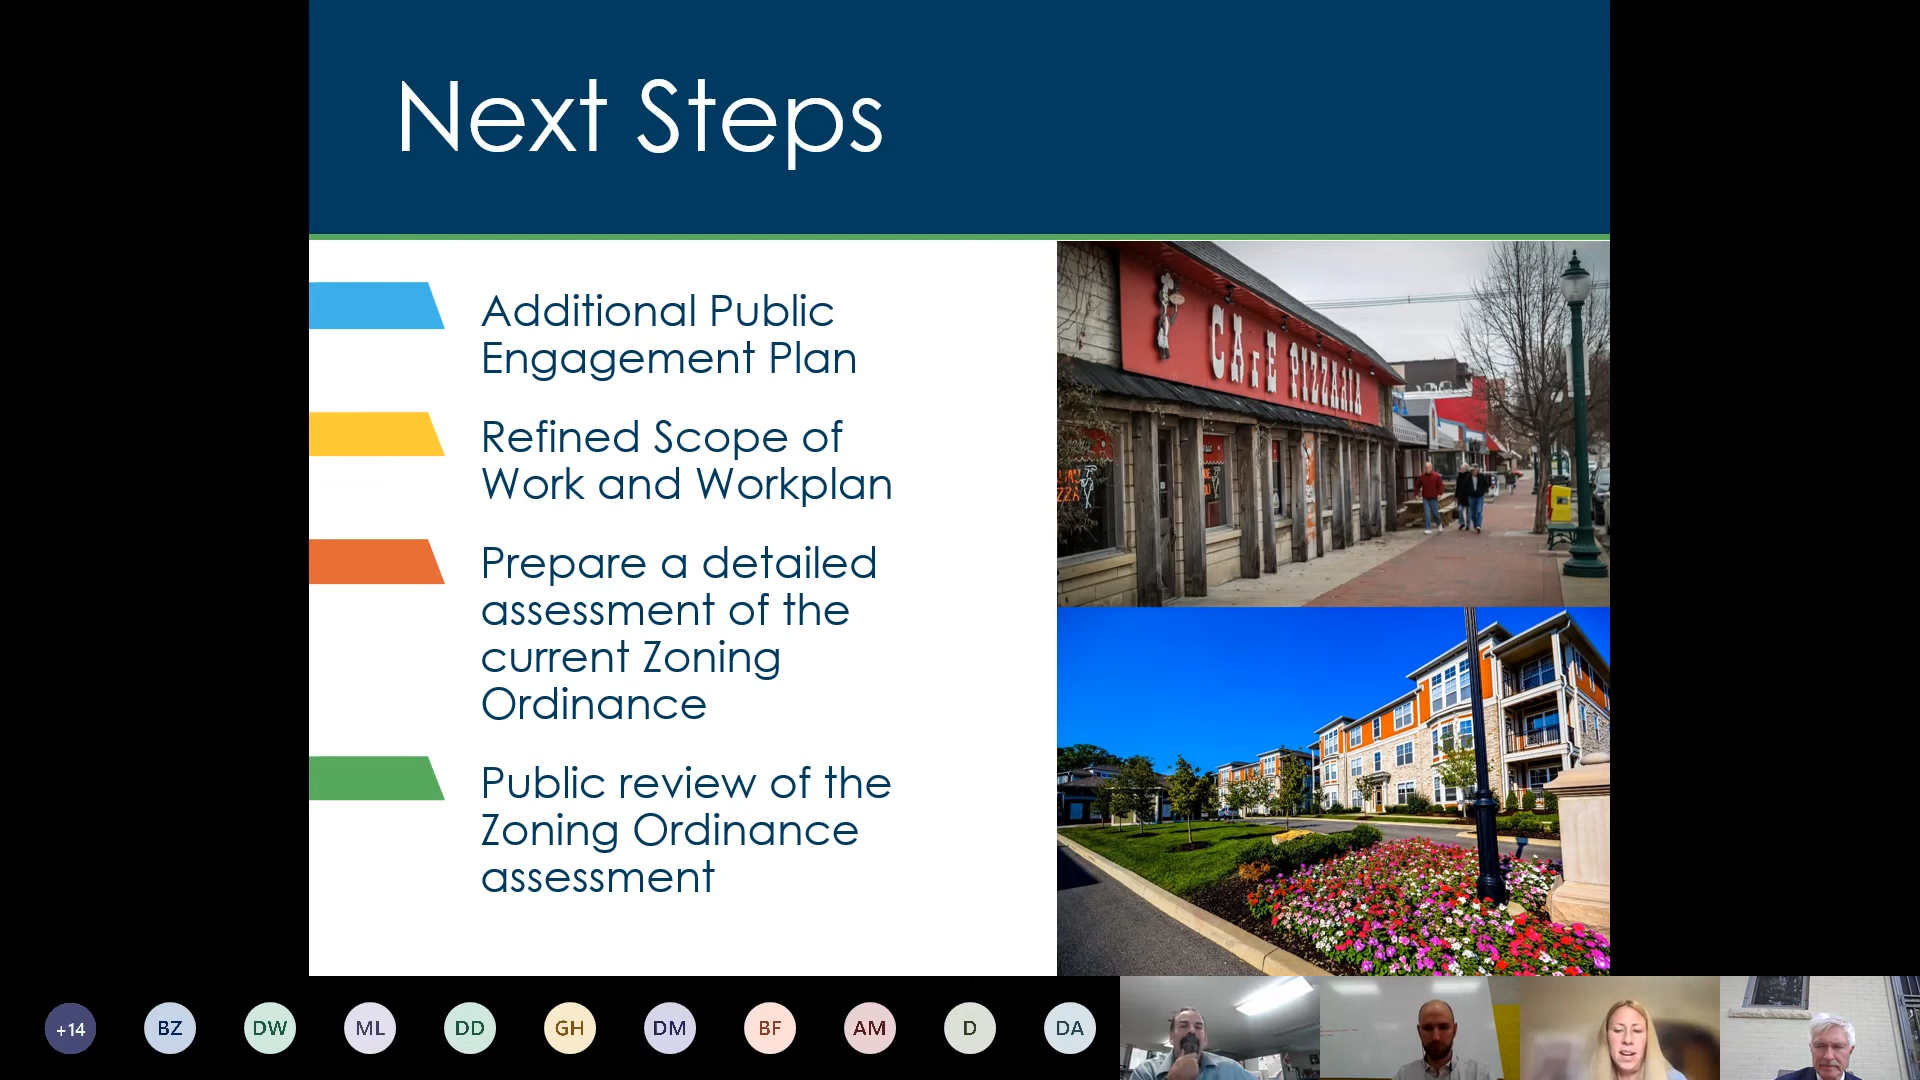 Next Steps
Additional Public
Engagement Plan
Refined Scope of
Work and Workplan
Prepare a detailed
assessment of the
current Zoning
Ordinance
Public review of the
Zoning Ordinance
assessment
CAFE PIZZARIA
+14
BZ
DW
ML
DD
GH
DM
BF
AM
D
DA